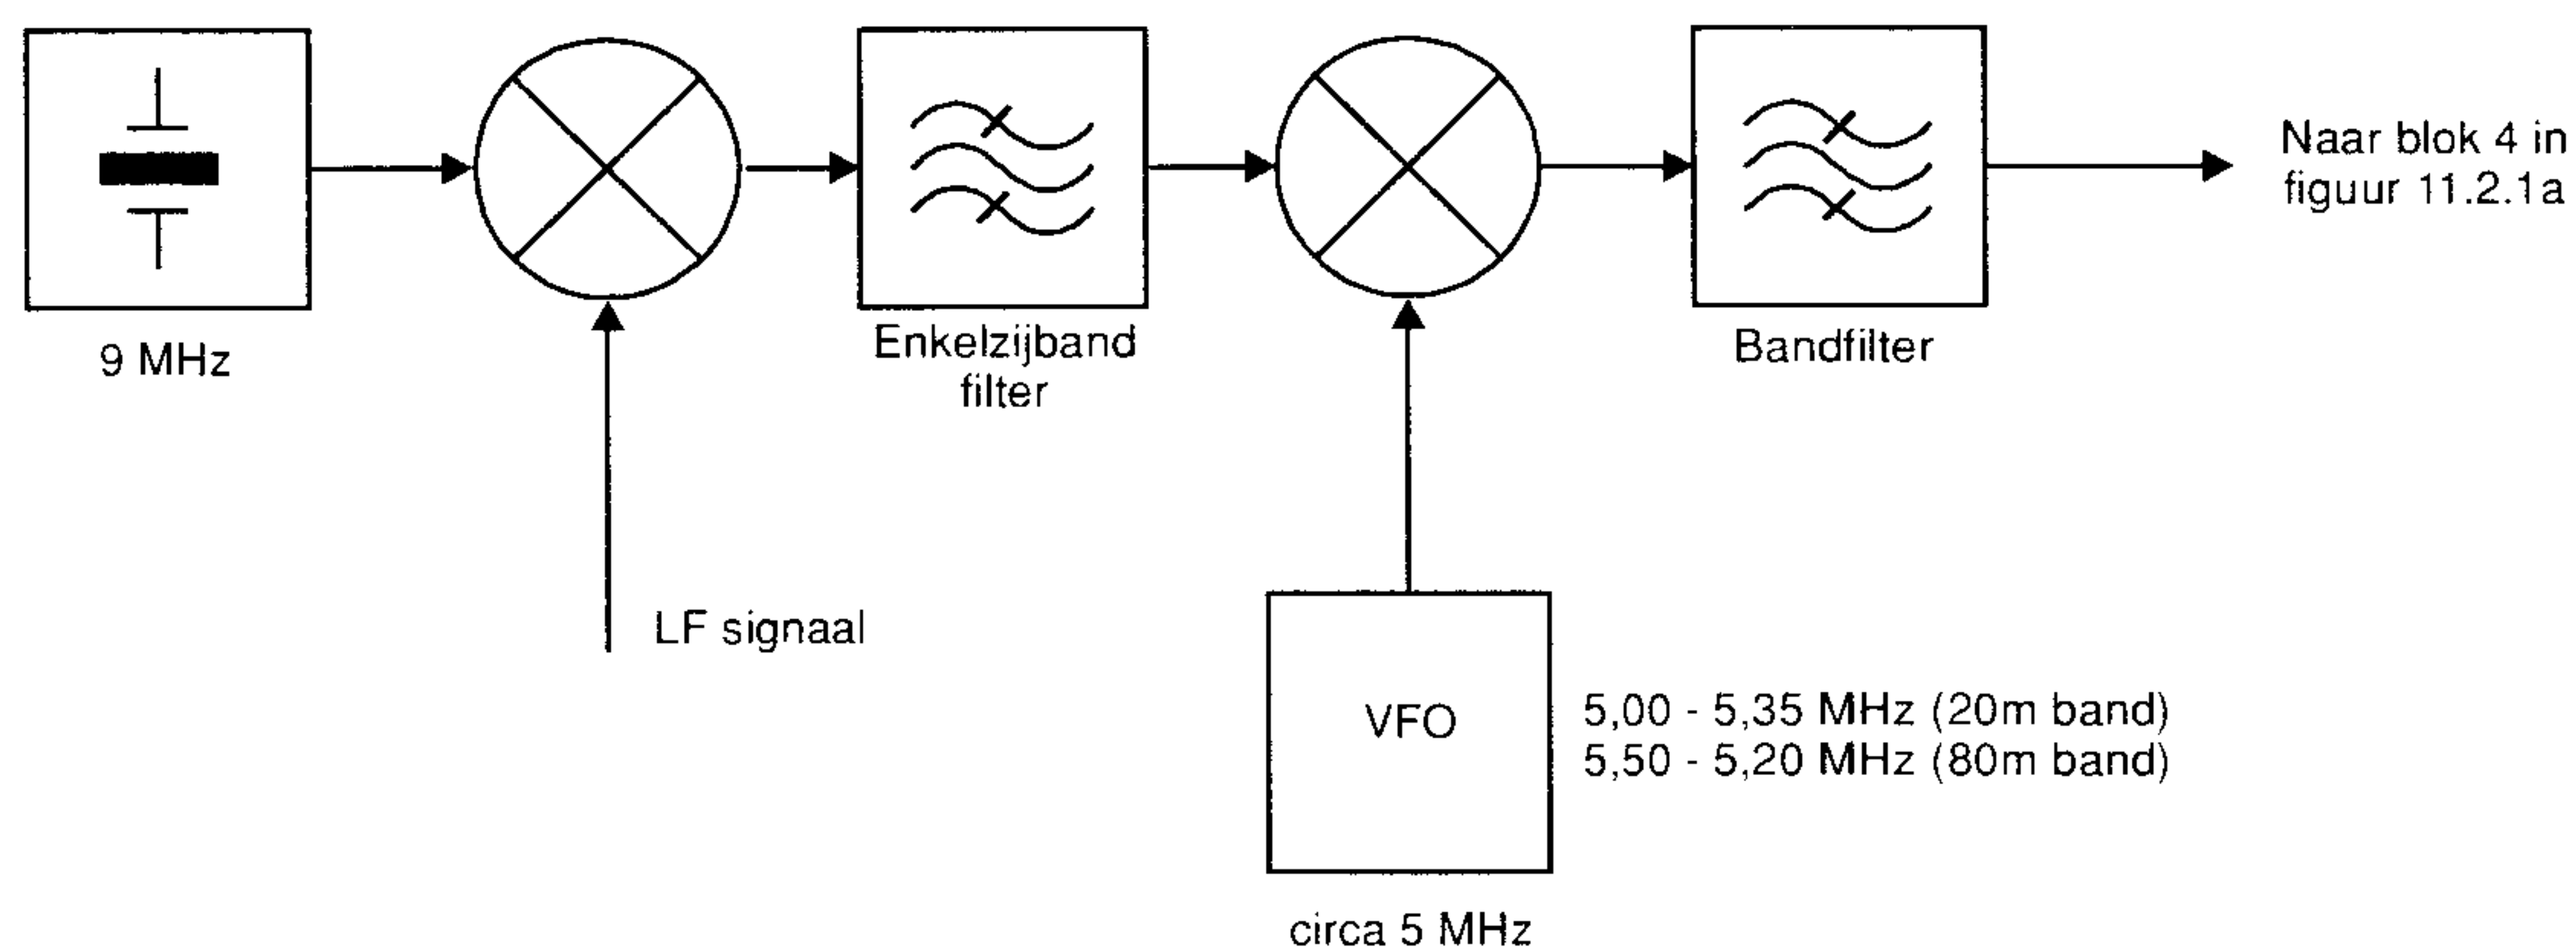 Naar blok 4 in
figuur 11.2.1a
9 MHz
Enkelzijband
filter
Bandfilter
LF signaal
VFO
5,00 - 5,35 MHz (20m band)
5,50 - 5,20 MHz (80m band)
circa 5 MHz